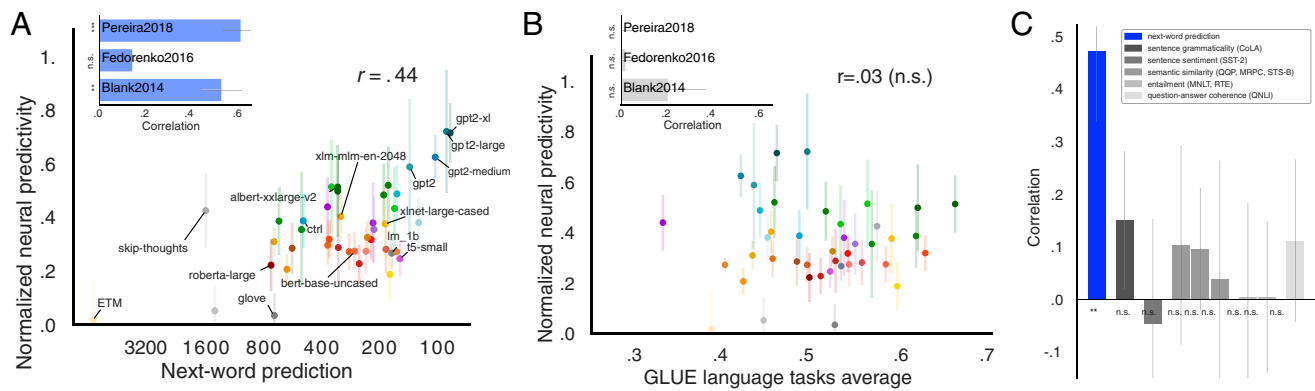 A
Pereira2018
Fedorenko2016
Blank2014
**
n.s.
**
.0 .2 .4 .6
Correlation
r = .44
Normalized neural predictivity
1.
.8
.6
.4
.2
.0
gpt2-xl
gpt2-large
gpt2-medium
gpt2
xlm-mlm-en-2048
albert-xxlarge-v2
xlnet-large-cased
skip-thoughts
ctrl
lm_1b
t5-small
roberta-large
bert-base-uncased
glove
ETM
3200 1600 800 400 200 100
Next-word prediction
B
Pereira2018
Fedorenko2016
Blank2014
n.s.
n.s.
n.s.
.0 .2 .4 .6
Correlation
r=.03 (n.s.)
Normalized neural predictivity
1.
.8
.6
.4
.2
.0
.3 .4 .5 .6 .7
GLUE language tasks average
C
next-word prediction
sentence grammaticality (CoLA)
sentence sentiment (SST-2)
semantic similarity (QQP, MRPC, STS-B)
entailment (MNLT, RTE)
question-answer coherence (QNLI)
Correlation
.5
.4
.3
.2
.1
.0
-.1
** n.s. n.s. n.s. n.s. n.s. n.s. n.s. n.s.